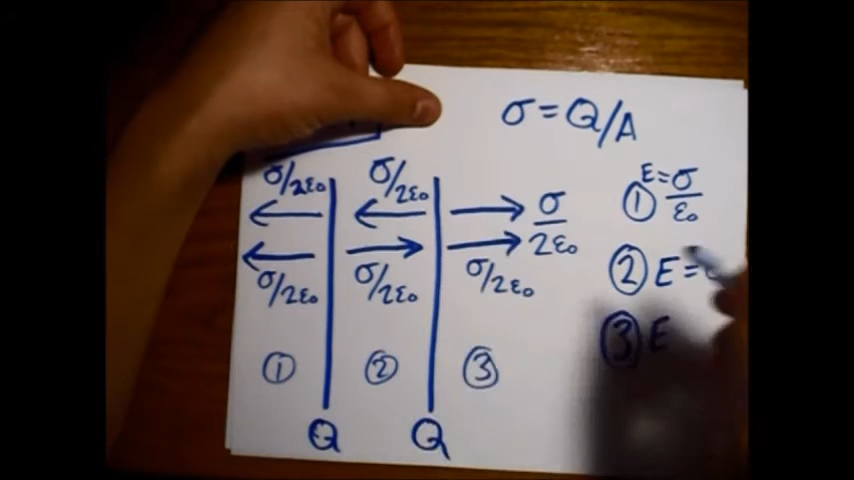 σ = Q/A
σ/2ε₀ σ/2ε₀ σ/2ε₀
σ/2ε₀ σ/2ε₀ σ/2ε₀
① E = σ/ε₀
② E =
③ E
① ② ③
Q Q